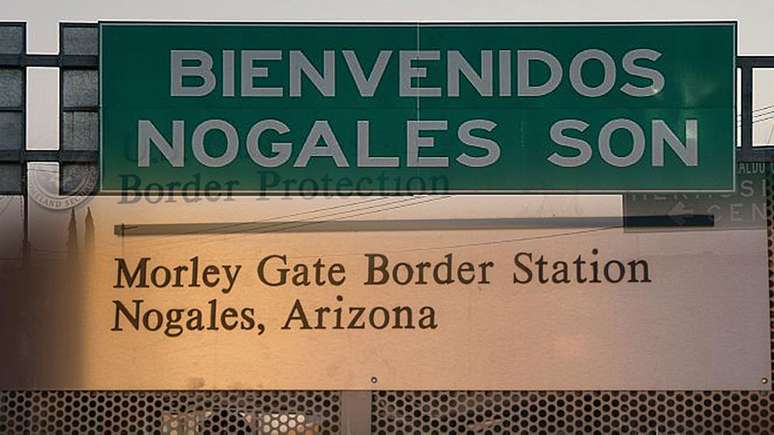 BIENVENIDOS
NOGALES SON
Border Protection
Morley Gate Border Station
Nogales, Arizona